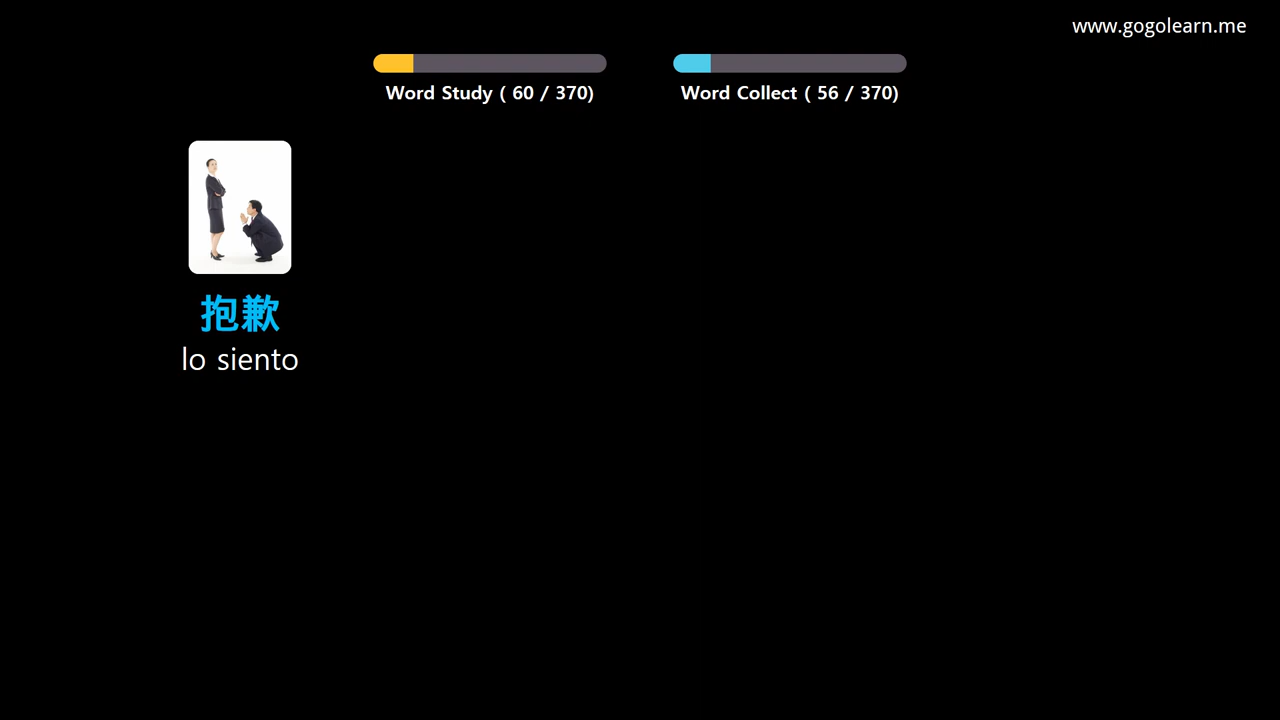 www.gogolearn.me
Word Study ( 60 / 370)
Word Collect ( 56 / 370)
抱歉
lo siento